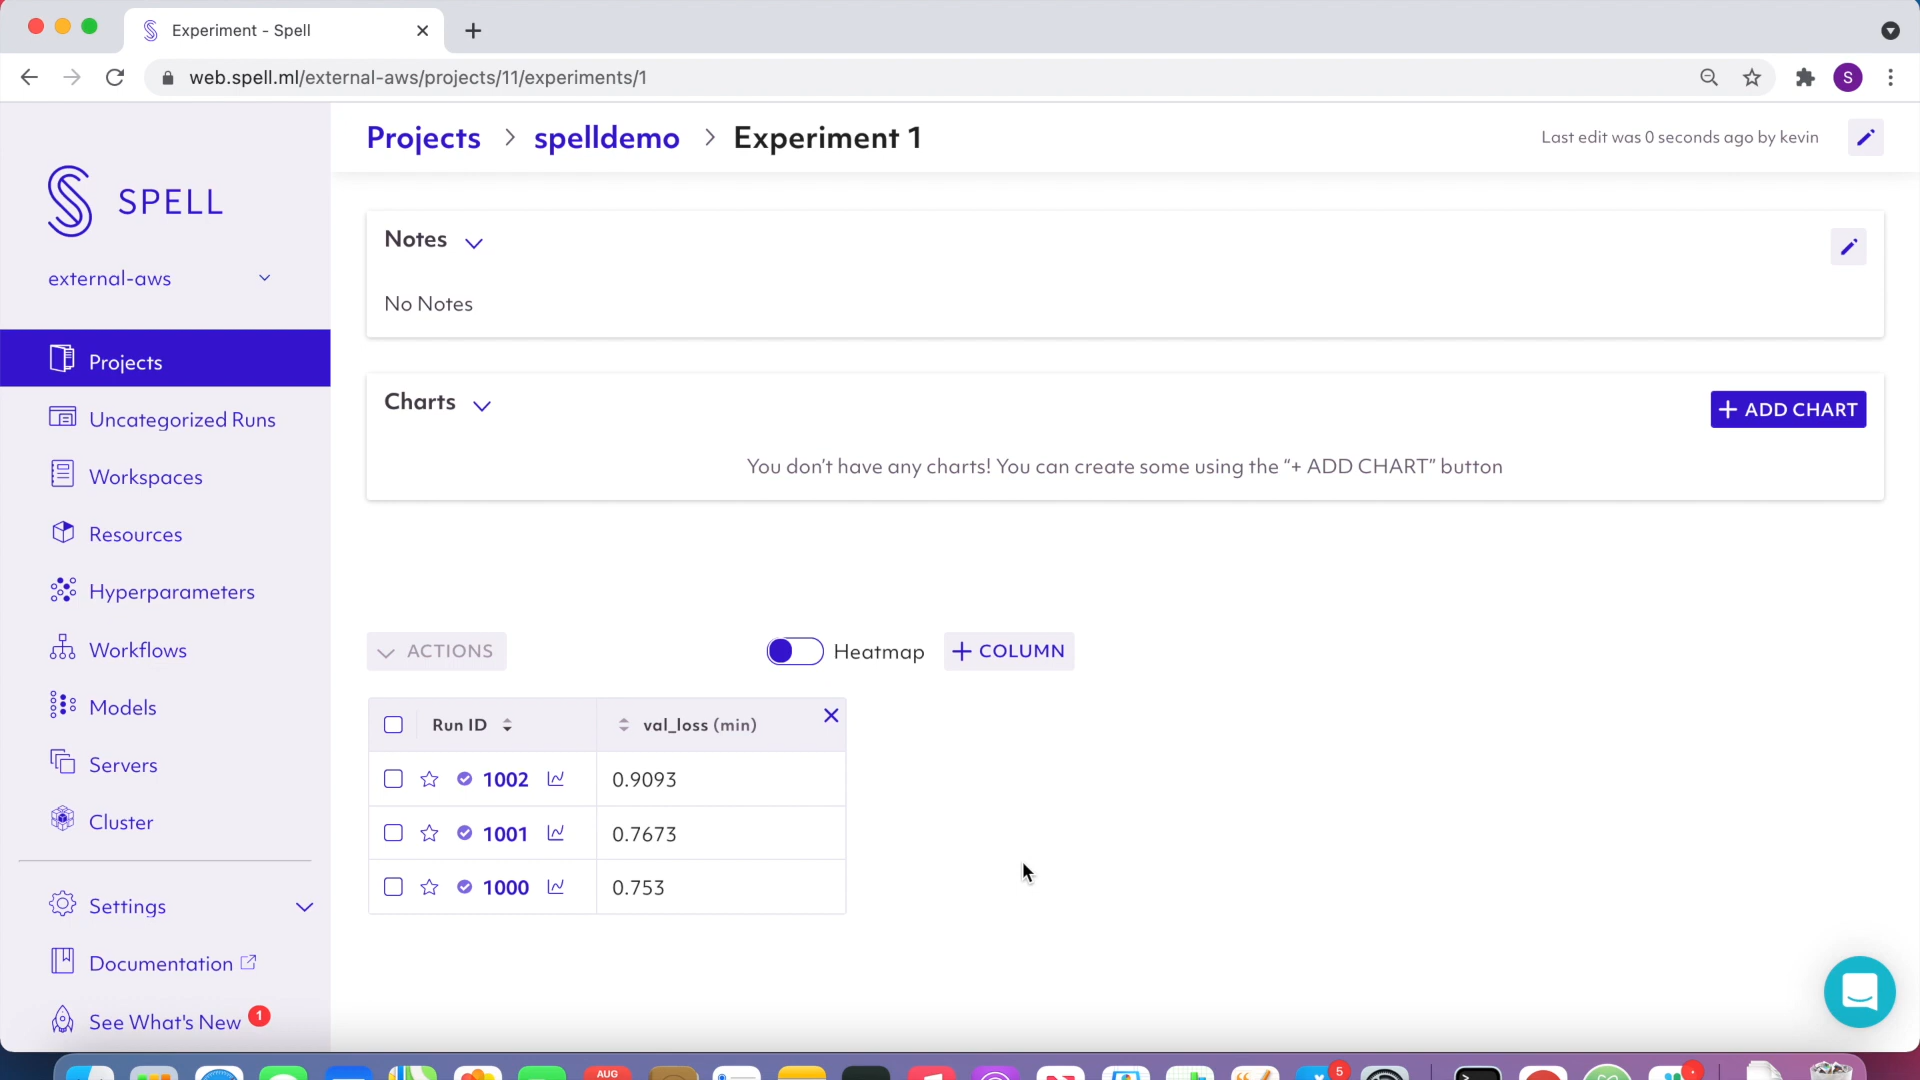 Experiment - Spell
web.spell.ml/external-aws/projects/11/experiments/1
S
SPELL
external-aws
Projects
Uncategorized Runs
Workspaces
Resources
Hyperparameters
Workflows
Models
Servers
Cluster
Settings
Documentation
See What's New 1
Projects > spelldemo > Experiment 1
Last edit was 0 seconds ago by kevin
Notes
No Notes
Charts
+ ADD CHART
You don't have any charts! You can create some using the “+ ADD CHART” button
ACTIONS
Heatmap
+ COLUMN
Run ID val_loss (min)
1002 0.9093
1001 0.7673
1000 0.753
AUG
5